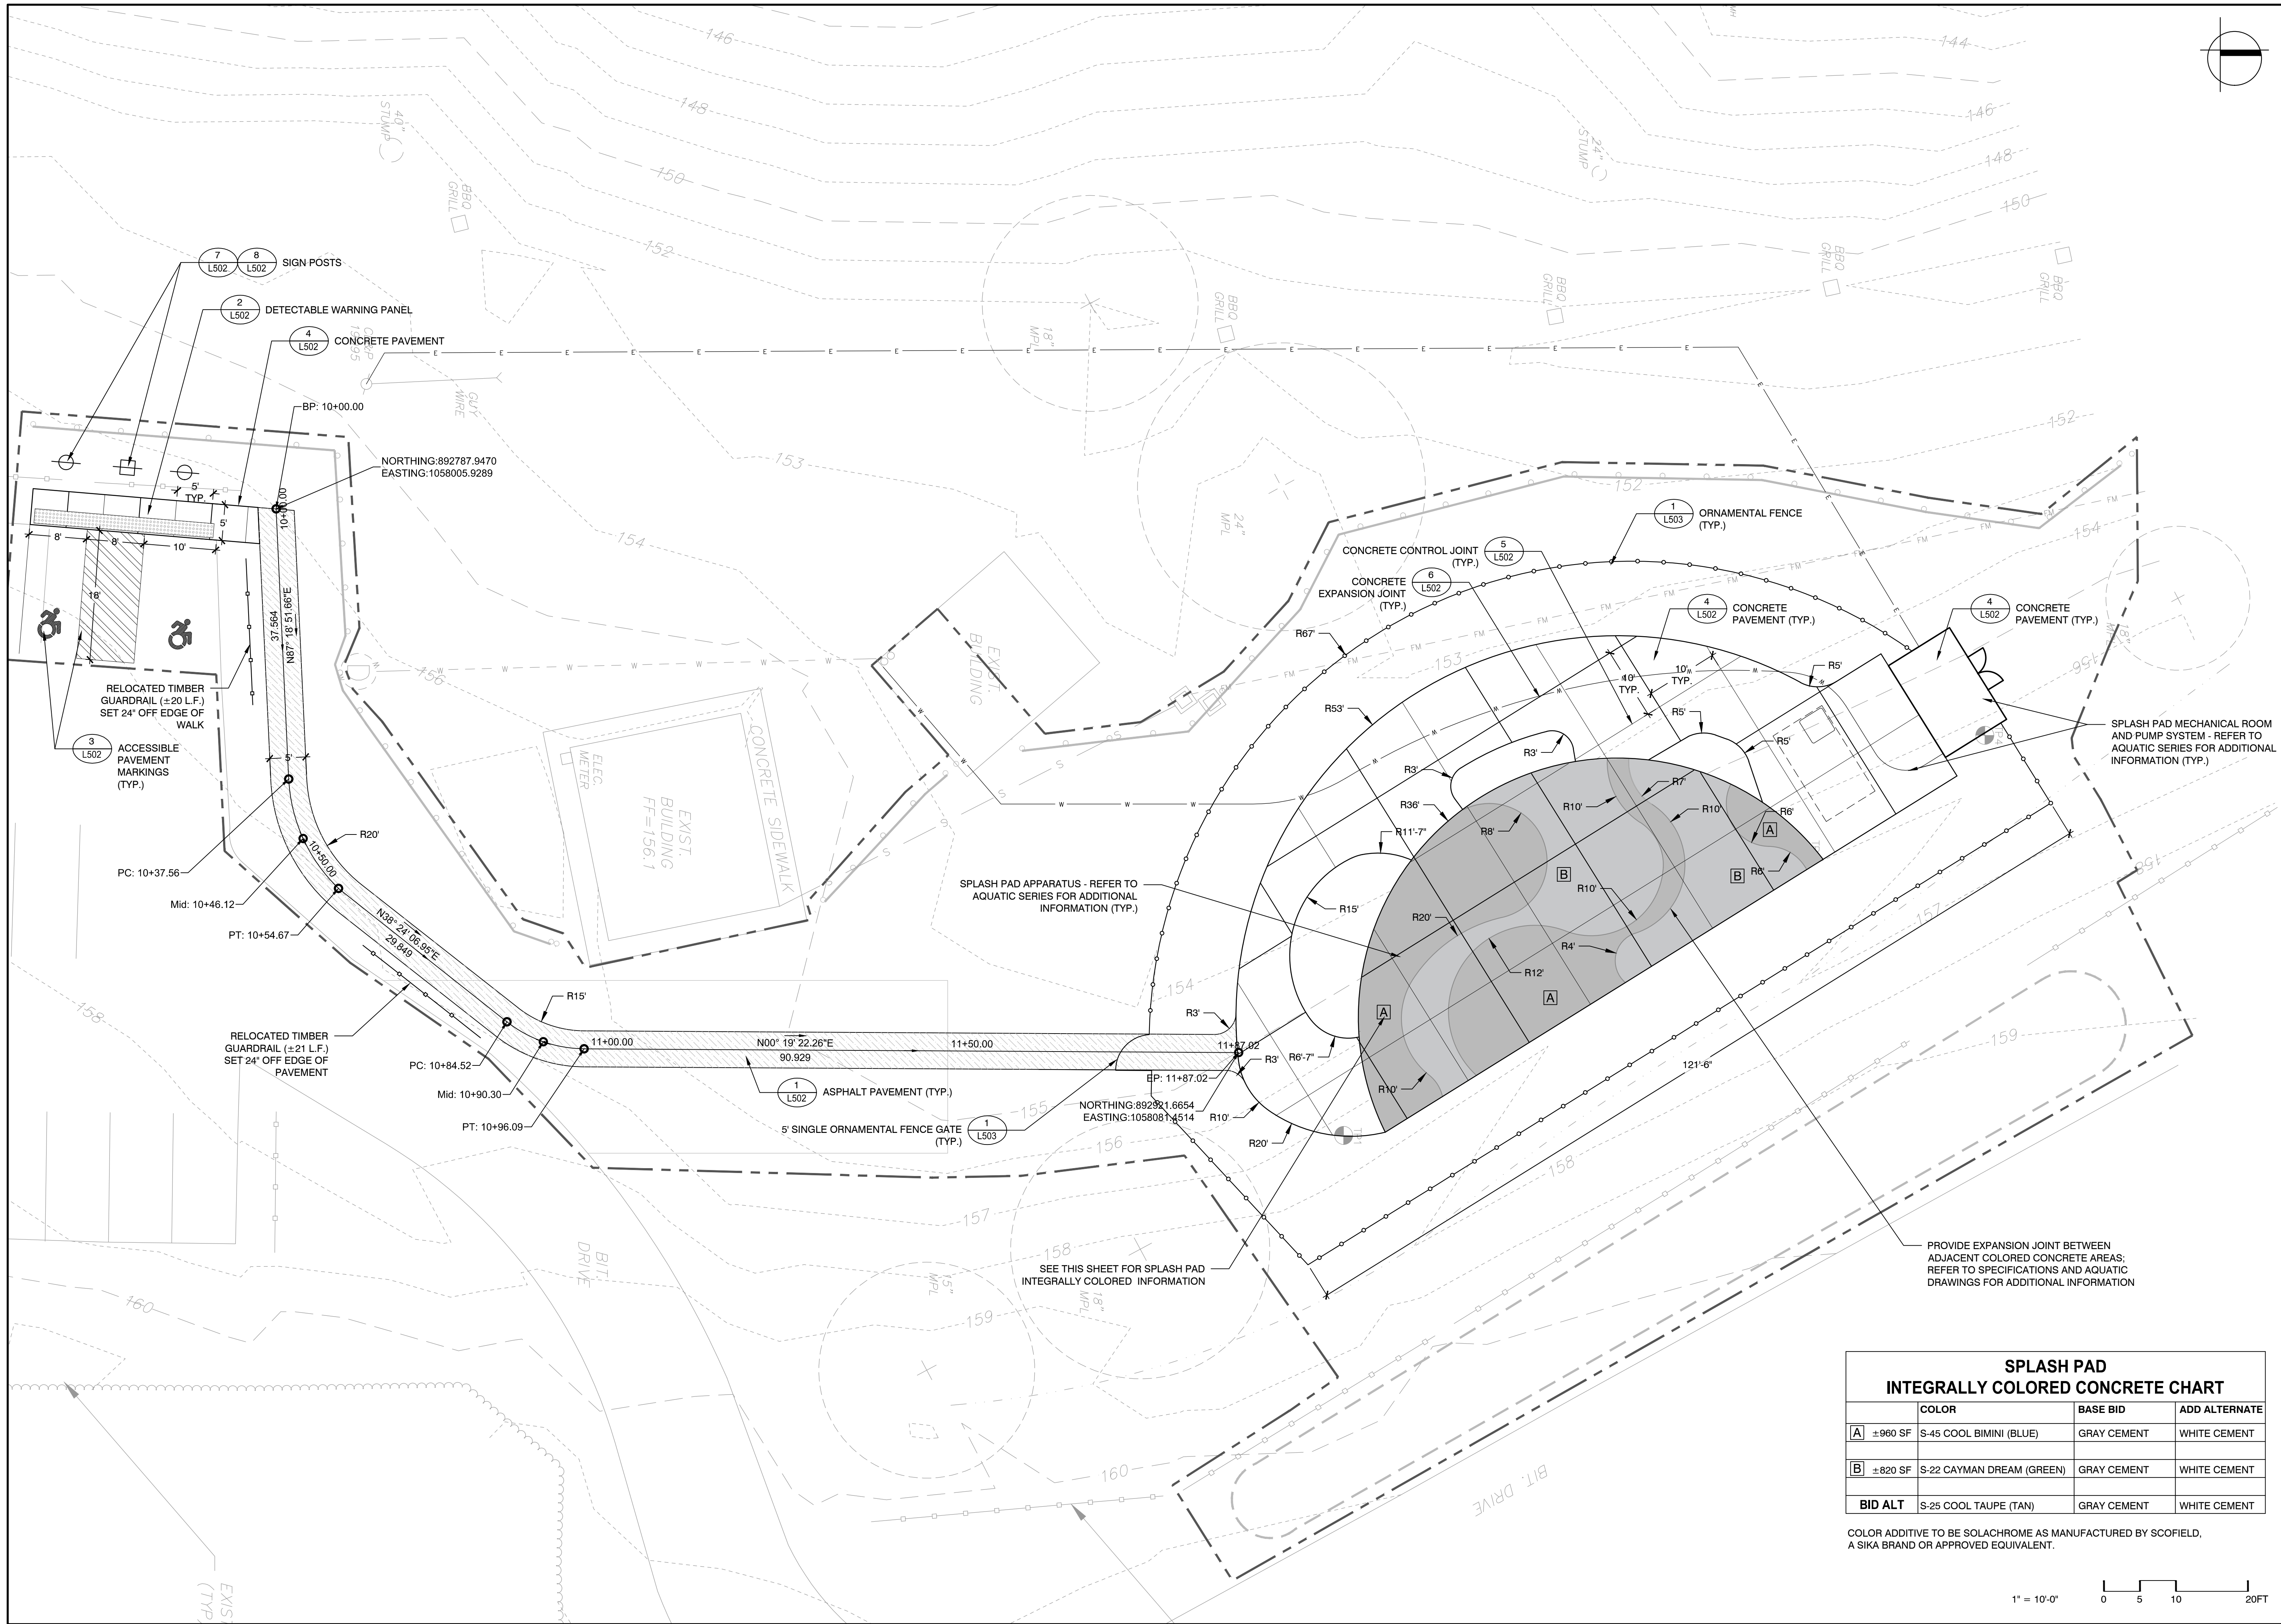 146
144
148
146
40"
STUMP
24"
STUMP
148
150
150
BBQ
GRILL
152
BBQ
GRILL
BBQ
GRILL
BBQ
GRILL
BBQ
GRILL
7
L502
8
L502
SIGN POSTS
2
L502
DETECTABLE WARNING PANEL
4
L502
CONCRETE PAVEMENT
18"
MPL
GUY
WIRE
BP: 10+00.00
152
NORTHING:892787.9470
EASTING:1058005.9289
153
5'
TYP.
10+00.00
5'
8'
8'
10'
18'
154
24"
MPL
152
1
L503
ORNAMENTAL FENCE
(TYP.)
154
CONCRETE CONTROL JOINT
(TYP.)
5
L502
CONCRETE
EXPANSION JOINT
(TYP.)
6
L502
4
L502
CONCRETE
PAVEMENT (TYP.)
4
L502
CONCRETE
PAVEMENT (TYP.)
18"
MPL
37.564
N87° 18' 51.66"E
R67'
153
10'
TYP.
10'
TYP.
R5'
156
156
EXIST.
BUILDING
RELOCATED TIMBER
GUARDRAIL (±20 L.F.)
SET 24" OFF EDGE OF
WALK
3
L502
ACCESSIBLE
PAVEMENT
MARKINGS
(TYP.)
5'
R53'
R5'
R5'
R3'
R3'
SPLASH PAD MECHANICAL ROOM
AND PUMP SYSTEM - REFER TO
AQUATIC SERIES FOR ADDITIONAL
INFORMATION (TYP.)
ELEC.
METER
CONCRETE SIDEWALK
EXIST.
BUILDING
FF=156.1
R20'
10+50.00
R36'
R11'-7"
R8'
R10'
R7'
R10'
R6'
A
R6'
B
B
R10'
PC: 10+37.56
Mid: 10+46.12
PT: 10+54.67
N38° 24' 06.95"E
29.849
SPLASH PAD APPARATUS - REFER TO
AQUATIC SERIES FOR ADDITIONAL
INFORMATION (TYP.)
R15'
R20'
R4'
R12'
A
A
157
158
154
R15'
R3'
RELOCATED TIMBER
GUARDRAIL (±21 L.F.)
SET 24" OFF EDGE OF
PAVEMENT
PC: 10+84.52
Mid: 10+90.30
PT: 10+96.09
11+00.00
N00° 19' 22.26"E
90.929
11+50.00
11+87.02
R3'
R6'-7"
EP: 11+87.02
1
L502
ASPHALT PAVEMENT (TYP.)
NORTHING:892921.6654
EASTING:1058081.4514
R10'
R10'
R20'
155
5' SINGLE ORNAMENTAL FENCE GATE
(TYP.)
1
L503
121'-6"
158
159
156
158
157
158
BIT.
DRIVE
SEE THIS SHEET FOR SPLASH PAD
INTEGRALLY COLORED INFORMATION
PROVIDE EXPANSION JOINT BETWEEN
ADJACENT COLORED CONCRETE AREAS;
REFER TO SPECIFICATIONS AND AQUATIC
DRAWINGS FOR ADDITIONAL INFORMATION
15"
MPL
18"
MPL
160
159
160
BIT. DRIVE
SPLASH PAD
INTEGRALLY COLORED CONCRETE CHART
COLOR BASE BID ADD ALTERNATE
A ±960 SF S-45 COOL BIMINI (BLUE) GRAY CEMENT WHITE CEMENT
B ±820 SF S-22 CAYMAN DREAM (GREEN) GRAY CEMENT WHITE CEMENT
BID ALT S-25 COOL TAUPE (TAN) GRAY CEMENT WHITE CEMENT
COLOR ADDITIVE TO BE SOLACHROME AS MANUFACTURED BY SCOFIELD,
A SIKA BRAND OR APPROVED EQUIVALENT.
1" = 10'-0"
0 5 10 20FT